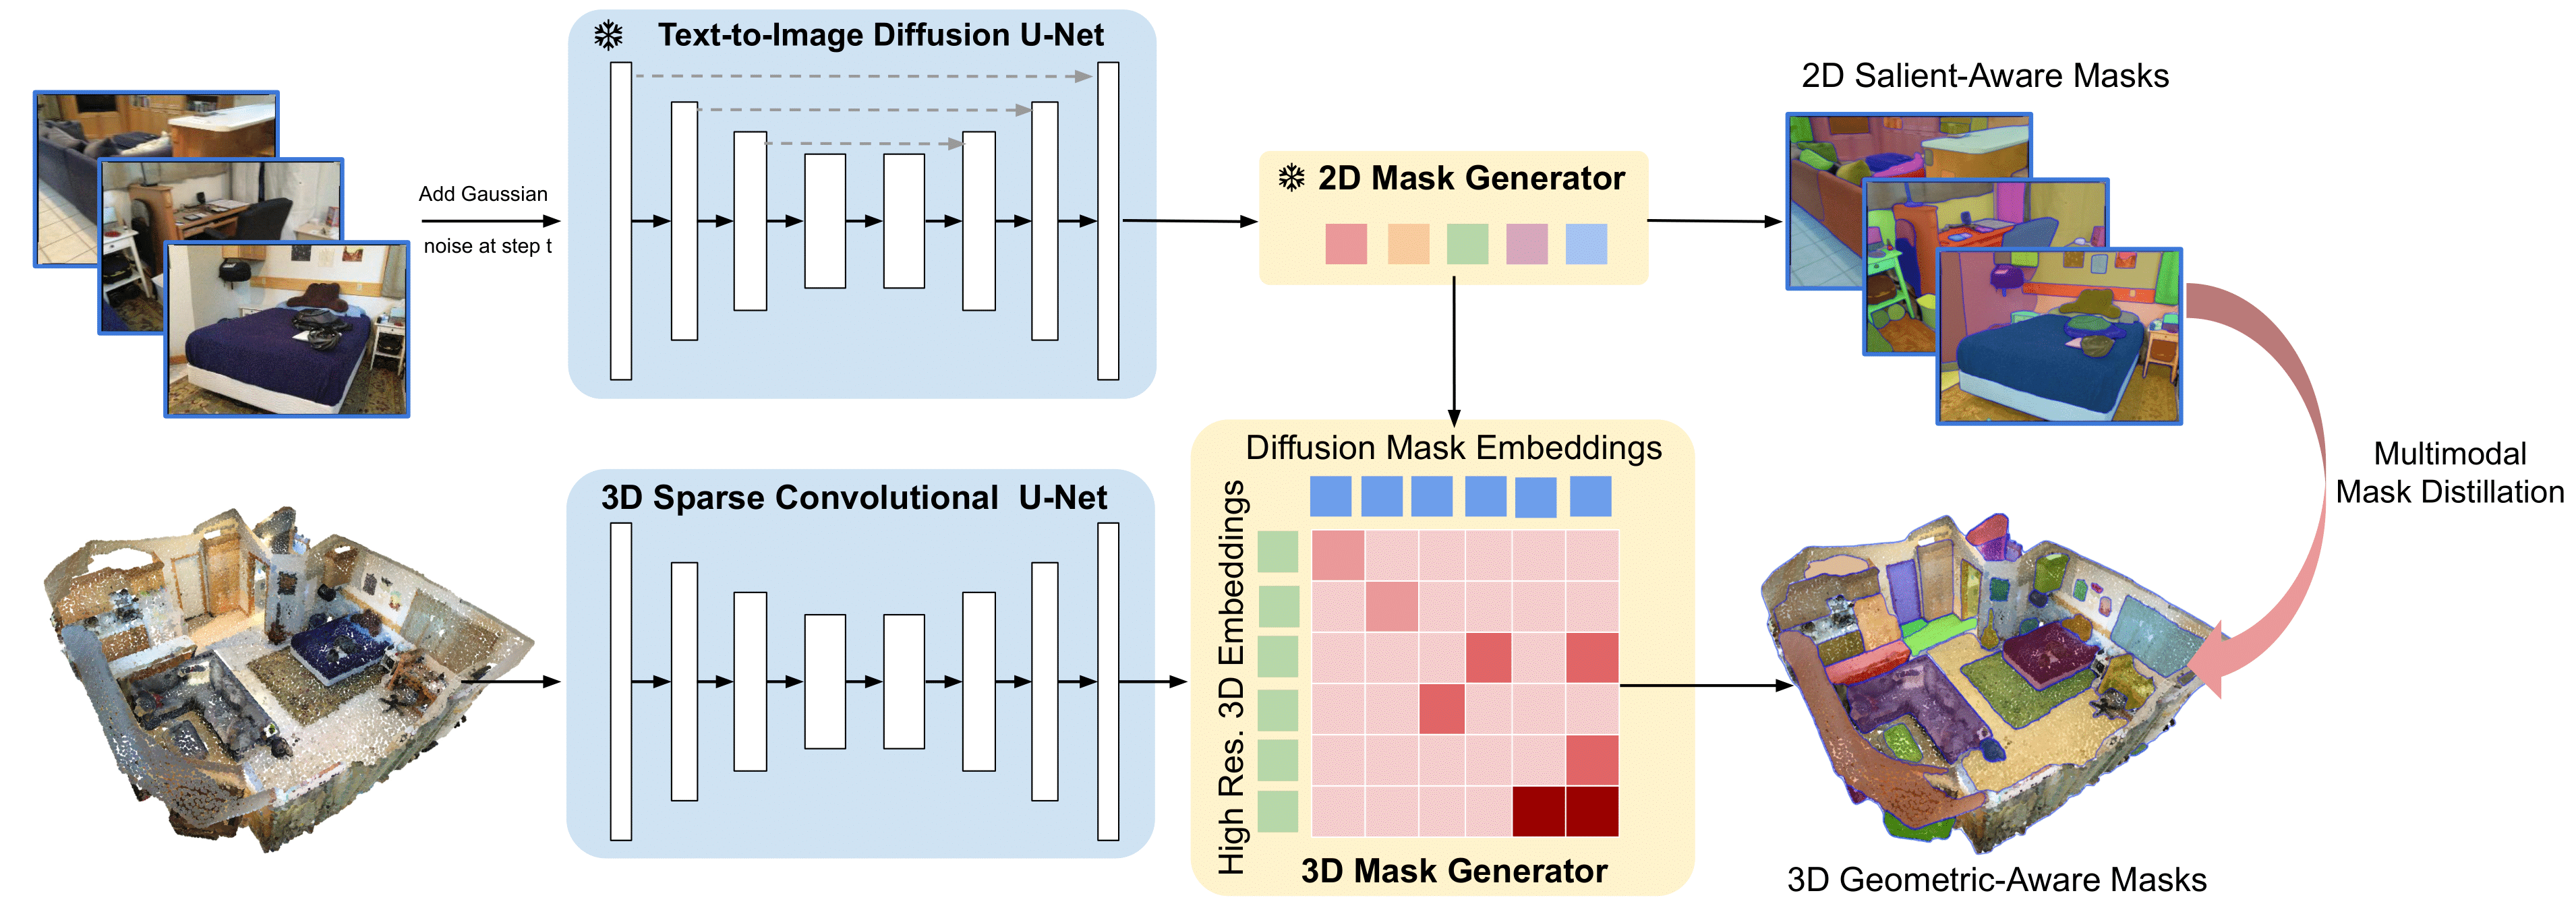 Text-to-Image Diffusion U-Net
Add Gaussian
noise at step t
2D Mask Generator
2D Salient-Aware Masks
3D Sparse Convolutional U-Net
Diffusion Mask Embeddings
High Res. 3D Embeddings
3D Mask Generator
Multimodal
Mask Distillation
3D Geometric-Aware Masks